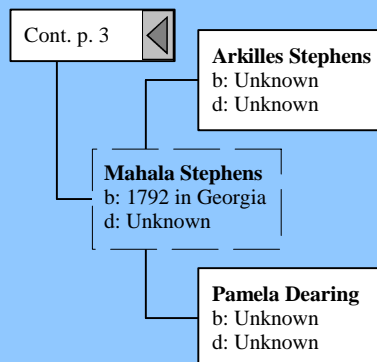 Cont. p. 3
Arkilles Stephens
b: Unknown
d: Unknown
Mahala Stephens
b: 1792 in Georgia
d: Unknown
Pamela Dearing
b: Unknown
d: Unknown